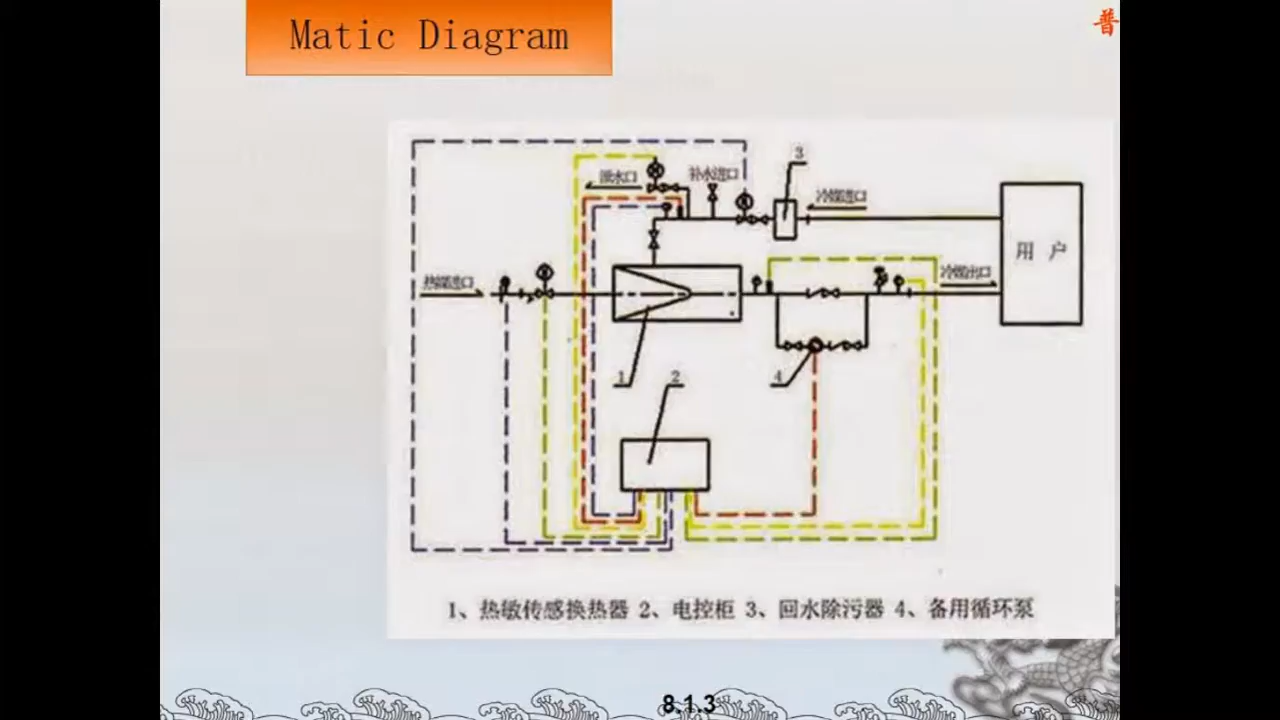 Matic Diagram
普
3
泄水口
补水进口
冷媒进口
用 户
热媒进口
冷媒出口
1
2
4
1、热敏传感换热器 2、电控柜 3、回水除污器 4、备用循环泵
8.1.3